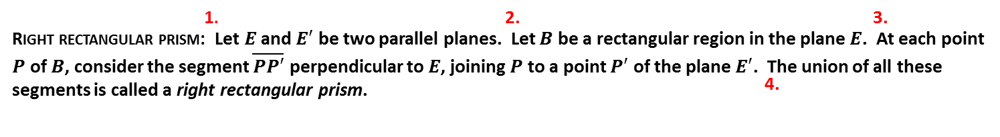 1. 2. 3.
RIGHT RECTANGULAR PRISM: Let E and E′ be two parallel planes. Let B be a rectangular region in the plane E. At each point
P of B, consider the segment P̅P̅′̅ perpendicular to E, joining P to a point P′ of the plane E′. The union of all these
4.
segments is called a right rectangular prism.